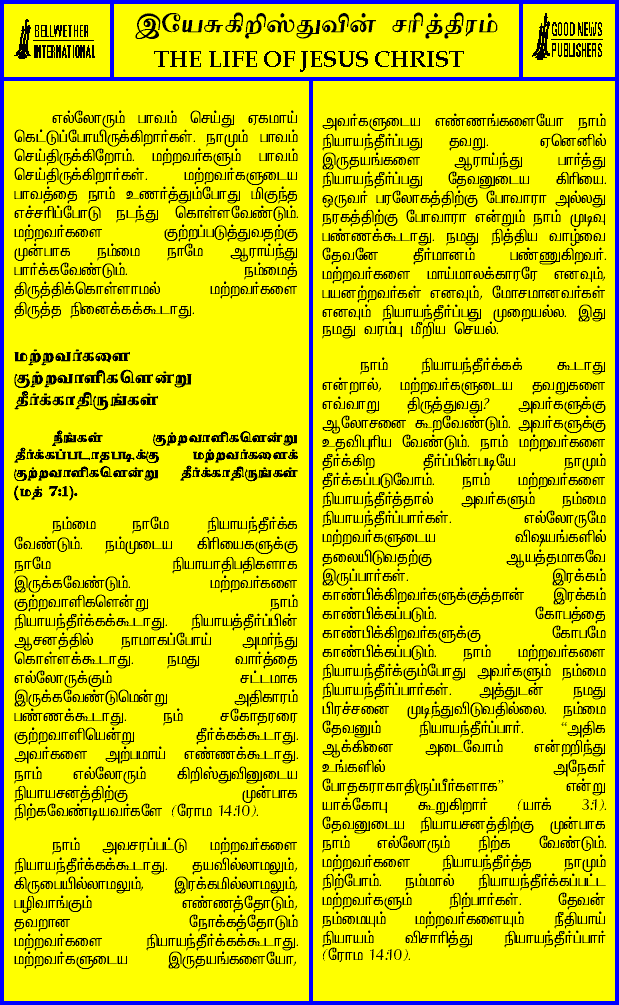 BELLWETHER
INTERNATIONAL
இயேசுகிறிஸ்துவின் சரித்திரம்
THE LIFE OF JESUS CHRIST
GOOD NEWS
PUBLISHERS
எல்லோரும் பாவம் செய்து ஏகமாய்
கெட்டுப்போயிருக்கிறார்கள். நாமும் பாவம்
செய்திருக்கிறோம். மற்றவர்களும் பாவம்
செய்திருக்கிறார்கள். மற்றவர்களுடைய
பாவத்தை நாம் உணர்த்தும்போது மிகுந்த
எச்சரிப்போடு நடந்து கொள்ளவேண்டும்.
மற்றவர்களை குற்றப்படுத்துவதற்கு
முன்பாக நம்மை நாமே ஆராய்ந்து
பார்க்கவேண்டும். நம்மைத்
திருத்திக்கொள்ளாமல் மற்றவர்களை
திருத்த நினைக்கக்கூடாது.
மற்றவர்களை
குற்றவாளிகளென்று
தீர்க்காதிருங்கள்
நீங்கள் குற்றவாளிகளென்று
தீர்க்கப்படாதபடிக்கு மற்றவர்களைக்
குற்றவாளிகளென்று தீர்க்காதிருங்கள்
(மத் 7:1).
நம்மை நாமே நியாயந்தீர்க்க
வேண்டும். நம்முடைய கிரியைகளுக்கு
நாமே நியாயாதிபதிகளாக
இருக்கவேண்டும். மற்றவர்களை
குற்றவாளிகளென்று நாம்
நியாயந்தீர்க்கக்கூடாது. நியாயத்தீர்ப்பின்
ஆசனத்தில் நாமாகப்போய் அமர்ந்து
கொள்ளக்கூடாது. நமது வார்த்தை
எல்லோருக்கும் சட்டமாக
இருக்கவேண்டுமென்று அதிகாரம்
பண்ணக்கூடாது. நம் சகோதரரை
குற்றவாளியென்று தீர்க்கக்கூடாது.
அவர்களை அற்பமாய் எண்ணக்கூடாது.
நாம் எல்லோரும் கிறிஸ்துவினுடைய
நியாயசனத்திற்கு முன்பாக
நிற்கவேண்டியவர்களே (ரோம 14:10).
நாம் அவசரப்பட்டு மற்றவர்களை
நியாயந்தீர்க்கக்கூடாது. தயவில்லாமலும்,
கிருபையில்லாமலும், இரக்கமில்லாமலும்,
பழிவாங்கும் எண்ணத்தோடும்,
தவறான நோக்கத்தோடும்
மற்றவர்களை நியாயந்தீர்க்கக்கூடாது.
மற்றவர்களுடைய இருதயங்களையோ,
அவர்களுடைய எண்ணங்களையோ நாம்
நியாயந்தீர்ப்பது தவறு. ஏனெனில்
இருதயங்களை ஆராய்ந்து பார்த்து
நியாயந்தீர்ப்பது தேவனுடைய கிரியை.
ஒருவர் பரலோகத்திற்கு போவாரா அல்லது
நரகத்திற்கு போவாரா என்றும் நாம் முடிவு
பண்ணக்கூடாது. நமது நித்திய வாழ்வை
தேவனே தீர்மானம் பண்ணுகிறவர்.
மற்றவர்களை மாய்மாலக்காரரே எனவும்,
பயனற்றவர்கள் எனவும், மோசமானவர்கள்
எனவும் நியாயந்தீர்ப்பது முறையல்ல. இது
நமது வரம்பு மீறிய செயல்.
நாம் நியாயந்தீர்க்கக் கூடாது
என்றால், மற்றவர்களுடைய தவறுகளை
எவ்வாறு திருத்துவது? அவர்களுக்கு
ஆலோசனை கூறவேண்டும். அவர்களுக்கு
உதவிபுரிய வேண்டும். நாம் மற்றவர்களை
தீர்க்கிற தீர்ப்பின்படியே நாமும்
தீர்க்கப்படுவோம். நாம் மற்றவர்களை
நியாயந்தீர்த்தால் அவர்களும் நம்மை
நியாயந்தீர்ப்பார்கள். எல்லோருமே
மற்றவர்களுடைய விஷயங்களில்
தலையிடுவதற்கு ஆயத்தமாகவே
இருப்பார்கள். இரக்கம்
காண்பிக்கிறவர்களுக்குத்தான் இரக்கம்
காண்பிக்கப்படும். கோபத்தை
காண்பிக்கிறவர்களுக்கு கோபமே
காண்பிக்கப்படும். நாம் மற்றவர்களை
நியாயந்தீர்க்கும்போது அவர்களும் நம்மை
நியாயந்தீர்ப்பார்கள். அத்துடன் நமது
பிரச்சனை முடிந்துவிடுவதில்லை. நம்மை
தேவனும் நியாயந்தீர்ப்பார். “அதிக
ஆக்கினை அடைவோம் என்றறிந்து
உங்களில் அநேகர்
போதகராகாதிருப்பீர்களாக” என்று
யாக்கோபு கூறுகிறார் (யாக் 3:1).
தேவனுடைய நியாயசனத்திற்கு முன்பாக
நாம் எல்லோரும் நிற்க வேண்டும்.
மற்றவர்களை நியாயந்தீர்த்த நாமும்
நிற்போம். நம்மால் நியாயந்தீர்க்கப்பட்ட
மற்றவர்களும் நிற்பார்கள். தேவன்
நம்மையும் மற்றவர்களையும் நீதியாய்
நியாயம் விசாரித்து நியாயந்தீர்ப்பார்
(ரோம 14:10).